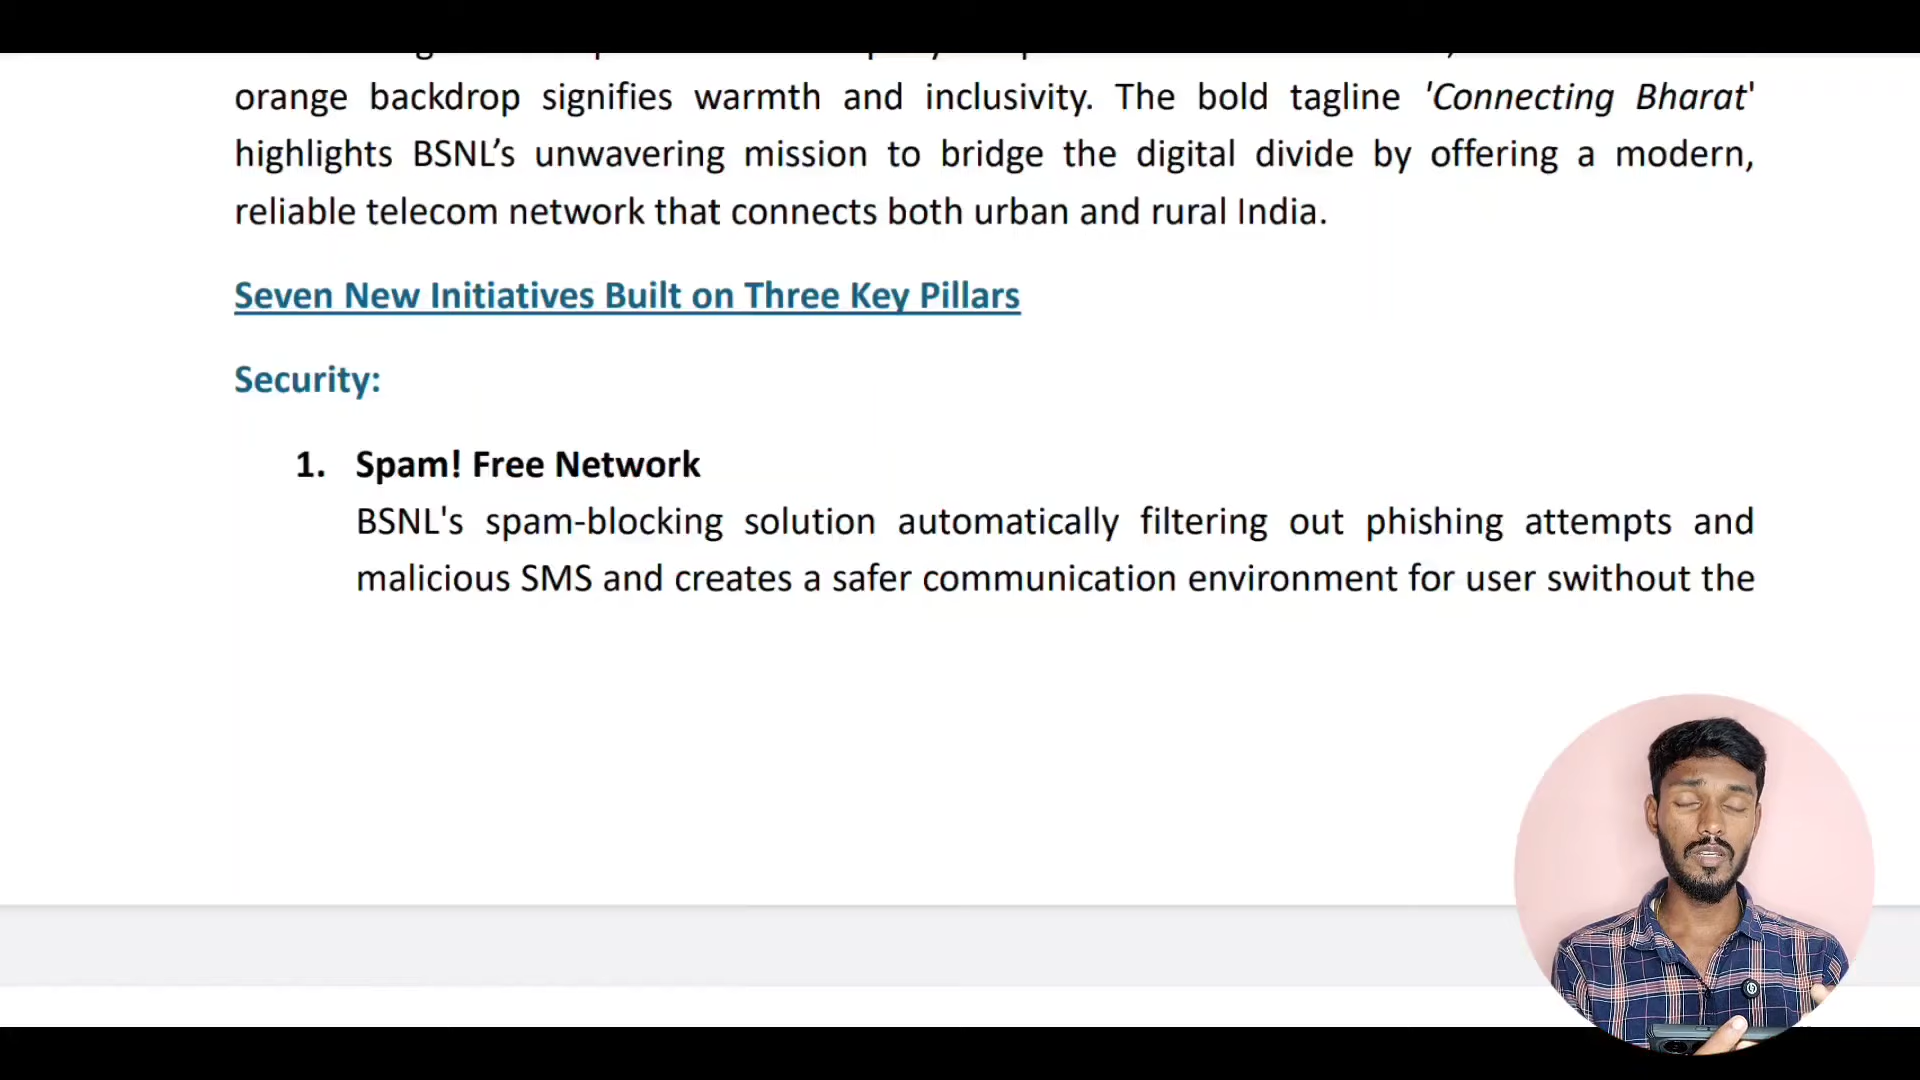 orange backdrop signifies warmth and inclusivity. The bold tagline 'Connecting Bharat'
highlights BSNL’s unwavering mission to bridge the digital divide by offering a modern,
reliable telecom network that connects both urban and rural India.
Seven New Initiatives Built on Three Key Pillars
Security:
1. Spam! Free Network
BSNL's spam-blocking solution automatically filtering out phishing attempts and
malicious SMS and creates a safer communication environment for user swithout the